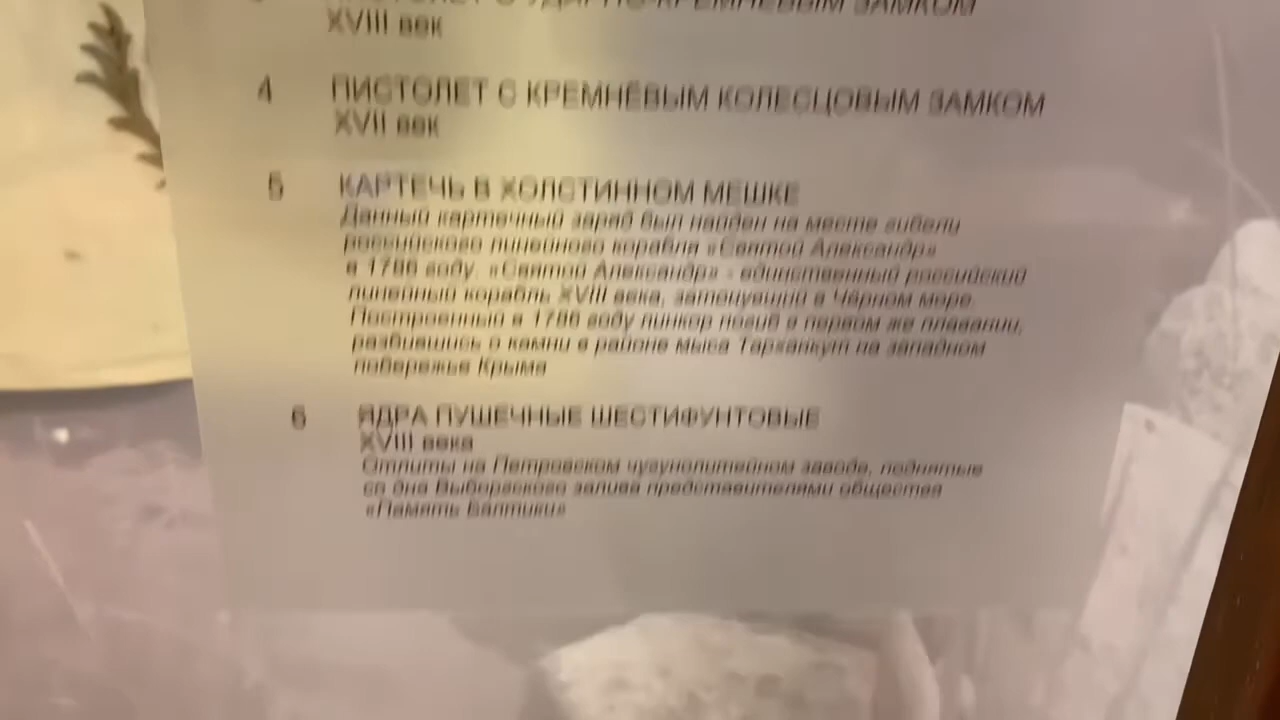 ПИСТОЛЕТ С УДАРНО-КРЕМНЁВЫМ ЗАМКОМ
XVIII век
4 ПИСТОЛЕТ С КРЕМНЁВЫМ КОЛЕСЦОВЫМ ЗАМКОМ
XVII век
5 КАРТЕЧЬ В ХОЛСТИННОМ МЕШКЕ
Данный картечный заряд был найден на месте гибели
российского линейного корабля «Святой Александр»
в 1786 году. «Святой Александр» - единственный российский
линейный корабль XVIII века, затонувший в Чёрном море.
Построенный в 1786 году линкор погиб в первом же плавании,
разбившись о камни в районе мыса Тарханкут на западном
побережье Крыма
6 ЯДРА ПУШЕЧНЫЕ ШЕСТИФУНТОВЫЕ
XVIII века
Отлиты на Петровском чугунолитейном заводе, поднятые
со дна Выборгского залива представителями общества
«Память Балтики»